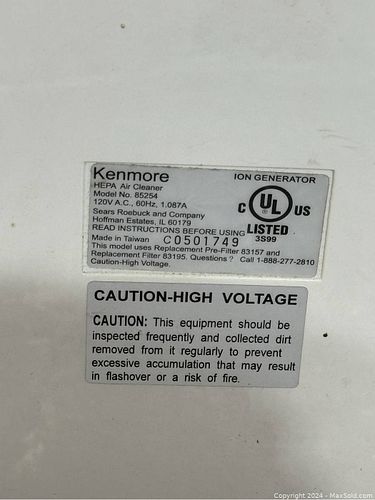 Kenmore
ION GENERATOR
HEPA Air Cleaner
Model No. 85254
120V A.C., 60Hz, 1.087A
Sears Roebuck and Company
Hoffman Estates, IL 60179
READ INSTRUCTIONS BEFORE USING
C UL US
LISTED
3S99
Made in Taiwan C0501749
This model uses Replacement Pre-Filter 83157 and
Replacement Filter 83195. Questions ? Call 1-888-277-2810
Caution-High Voltage.
CAUTION-HIGH VOLTAGE
CAUTION: This equipment should be
inspected frequently and collected dirt
removed from it regularly to prevent
excessive accumulation that may result
in flashover or a risk of fire.
Copyright 2024 - MaxSold.com